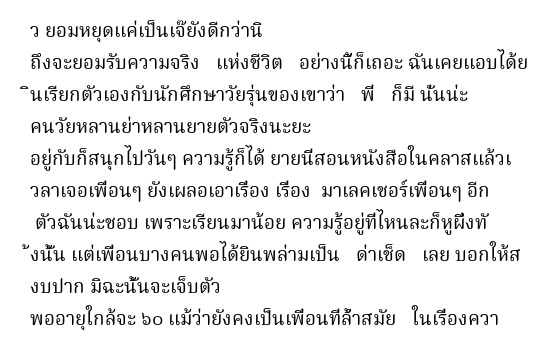 ว ยอมหยุดแค่เป็นเจ๊ยังดีกว่านิ
ถึงจะยอมรับความจริง   แห่งชีวิต   อย่างนี้ก็เถอะ ฉันเคยแอบได้ย
ินเรียกตัวเองกับนักศึกษาวัยรุ่นของเขาว่า   พี่   ก็มี นั่นน่ะ
คนวัยหลานย่าหลานยายตัวจริงนะยะ
อยู่กับก็สนุกไปวันๆ ความรู้ก็ได้ ยายนี่สอนหนังสือในคลาสแล้วเ
วลาเจอเพื่อนๆ ยังเผลอเอาเรื่อง เรื่อง  มาเลคเชอร์เพื่อนๆ อีก
ตัวฉันน่ะชอบ เพราะเรียนมาน้อย ความรู้อยู่ที่ไหนละก็หูผึ่งทั
้งนั้น แต่เพื่อนบางคนพอได้ยินพล่ามเป็น   ด่าเช็ด   เลย บอกให้ส
งบปาก มิฉะนั้นจะเจ็บตัว
พออายุใกล้จะ ๖๐ แม้ว่ายังคงเป็นเพื่อนที่ล้ำสมัย   ในเรื่องควา